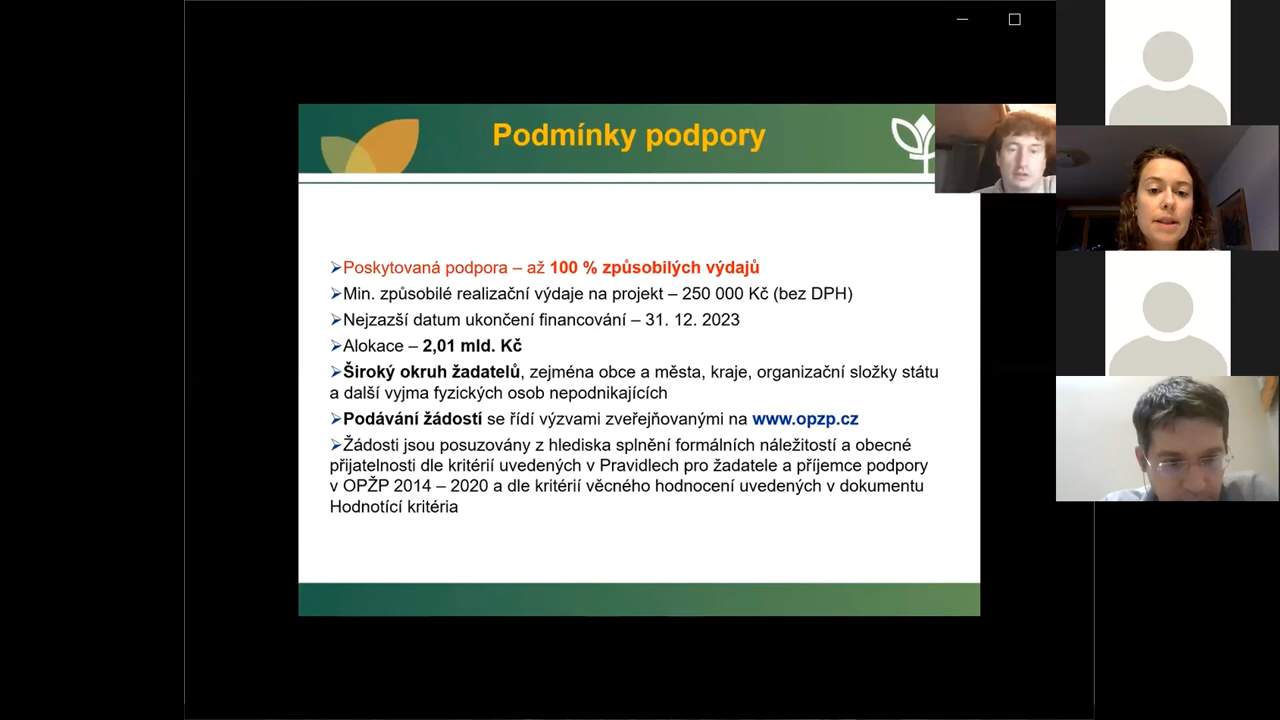 Podmínky podpory
➢Poskytovaná podpora – až 100 % způsobilých výdajů
➢Min. způsobilé realizační výdaje na projekt – 250 000 Kč (bez DPH)
➢Nejzazší datum ukončení financování – 31. 12. 2023
➢Alokace – 2,01 mld. Kč
➢Široký okruh žadatelů, zejména obce a města, kraje, organizační složky státu
a další vyjma fyzických osob nepodnikajících
➢Podávání žádostí se řídí výzvami zveřejňovanými na www.opzp.cz
➢Žádosti jsou posuzovány z hlediska splnění formálních náležitostí a obecné
přijatelnosti dle kritérií uvedených v Pravidlech pro žadatele a příjemce podpory
v OPŽP 2014 – 2020 a dle kritérií věcného hodnocení uvedených v dokumentu
Hodnotící kritéria